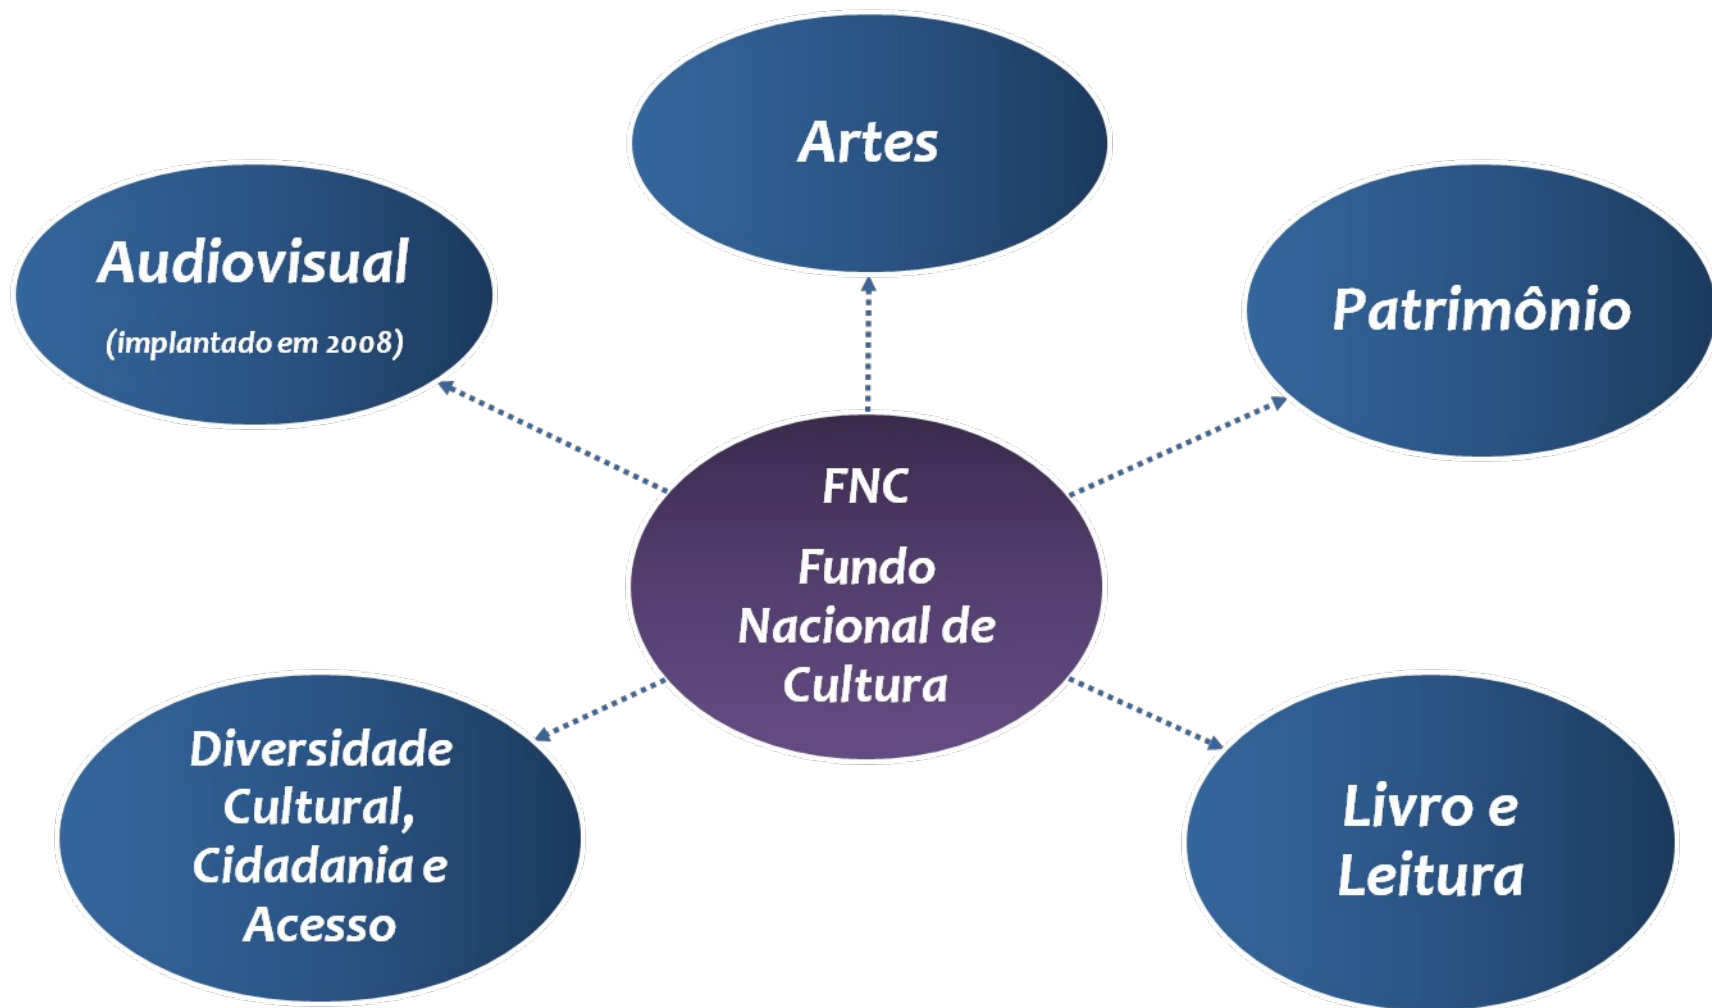 Artes
Audiovisual
(implantado em 2008)
Patrimônio
FNC
Fundo
Nacional de
Cultura
Diversidade
Cultural,
Cidadania e
Acesso
Livro e
Leitura